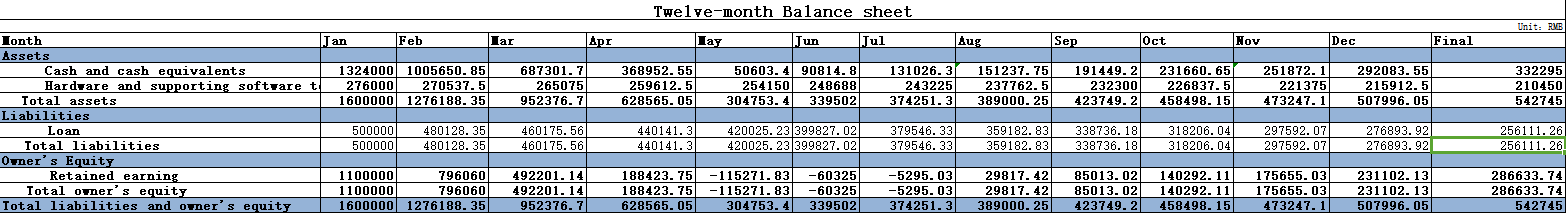 Twelve-month Balance sheet
Unit: RMB
Month Jan Feb Mar Apr May Jun Jul Aug Sep Oct Nov Dec Final
Assets
Cash and cash equivalents 1324000 1005650.85 687301.7 368952.55 50603.4 90814.8 131026.3 151237.75 191449.2 231660.65 251872.1 292083.55 332295
Hardware and supporting software t 276000 270537.5 265075 259612.5 254150 248688 243225 237762.5 232300 226837.5 221375 215912.5 210450
Total assets 1600000 1276188.35 952376.7 628565.05 304753.4 339502 374251.3 389000.25 423749.2 458498.15 473247.1 507996.05 542745
Liabilities
Loan 500000 480128.35 460175.56 440141.3 420025.23 399827.02 379546.33 359182.83 338736.18 318206.04 297592.07 276893.92 256111.26
Total liabilities 500000 480128.35 460175.56 440141.3 420025.23 399827.02 379546.33 359182.83 338736.18 318206.04 297592.07 276893.92 256111.26
Owner's Equity
Retained earning 1100000 796060 492201.14 188423.75 -115271.83 -60325 -5295.03 29817.42 85013.02 140292.11 175655.03 231102.13 286633.74
Total owner's equity 1100000 796060 492201.14 188423.75 -115271.83 -60325 -5295.03 29817.42 85013.02 140292.11 175655.03 231102.13 286633.74
Total liabilities and owner's equity 1600000 1276188.35 952376.7 628565.05 304753.4 339502 374251.3 389000.25 423749.2 458498.15 473247.1 507996.05 542745